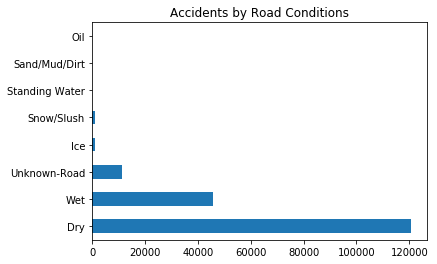 Accidents by Road Conditions
Oil
Sand/Mud/Dirt
Standing Water
Snow/Slush
Ice
Unknown-Road
Wet
Dry
0 20000 40000 60000 80000 100000 120000